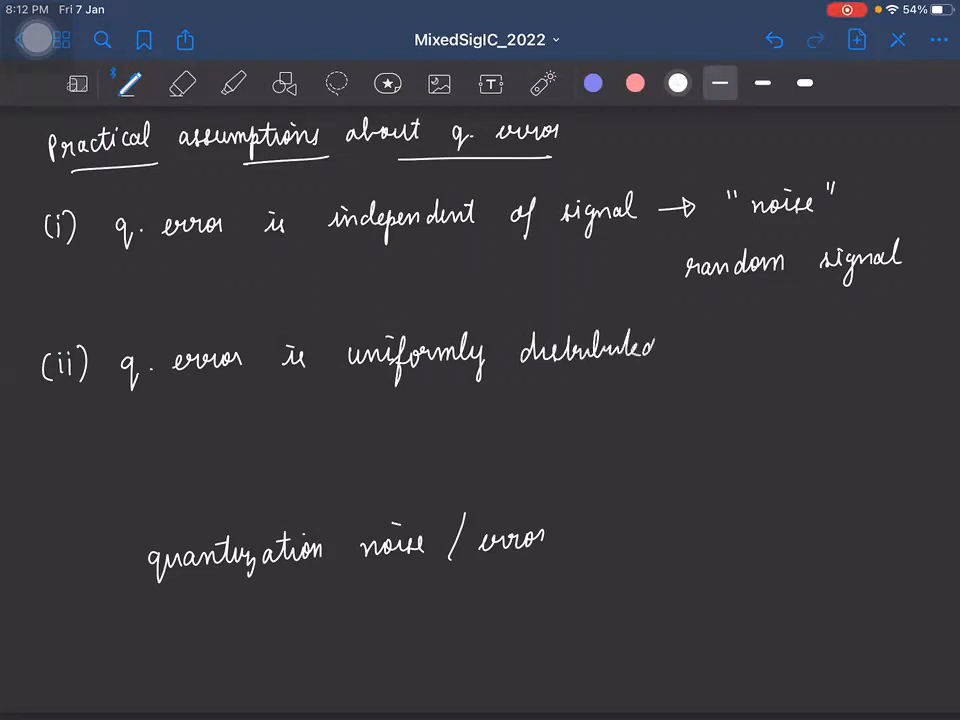 8:12 PM Fri 7 Jan
54%
MixedSigIC_2022
T
Practical assumptions about q. error
(i) q. error is independent of signal → "noise"
random signal
(ii) q. error is uniformly distributed
quantization noise / error